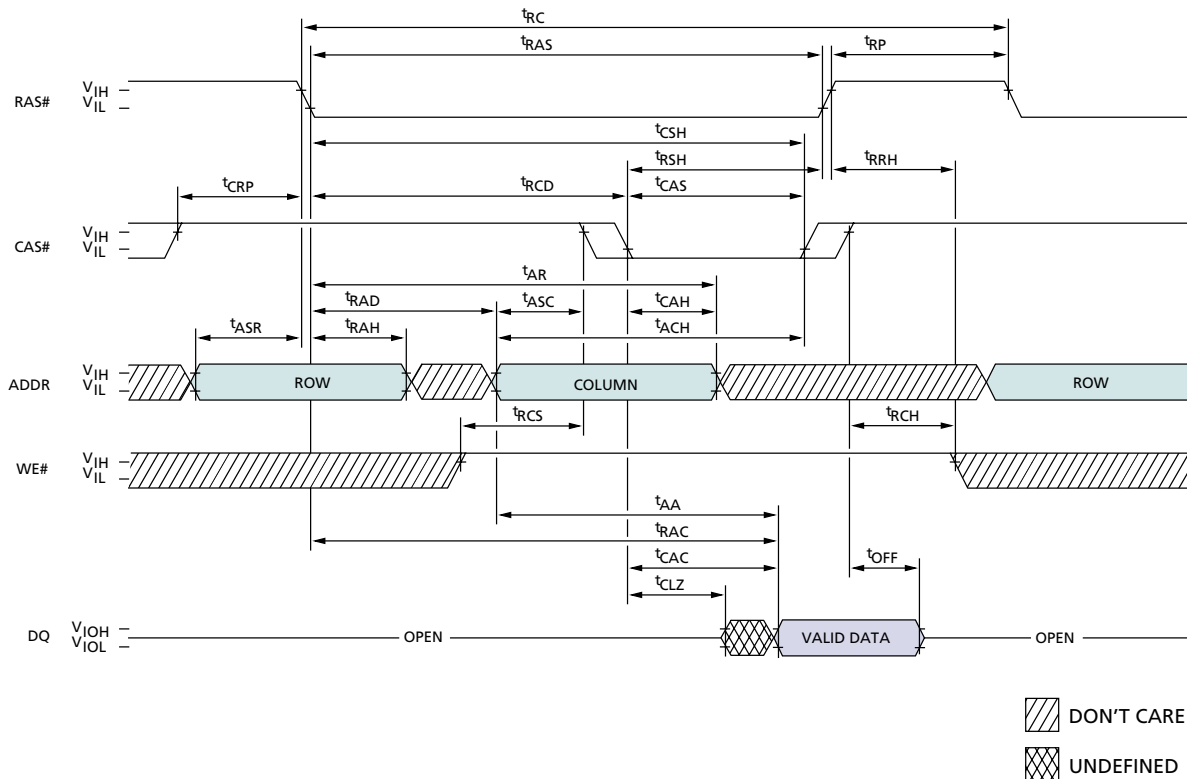 tRC
tRAS
tRP
RAS#
VIH
VIL
tCSH
tRSH
tRRH
tCRP
tRCD
tCAS
CAS#
VIH
VIL
tAR
tRAD
tASC
tCAH
tASR
tRAH
tACH
ADDR
VIH
VIL
ROW
COLUMN
ROW
tRCS
tRCH
WE#
VIH
VIL
tAA
tRAC
tCAC
tOFF
tCLZ
DQ
VIOH
VIOL
OPEN
VALID DATA
OPEN
DON'T CARE
UNDEFINED